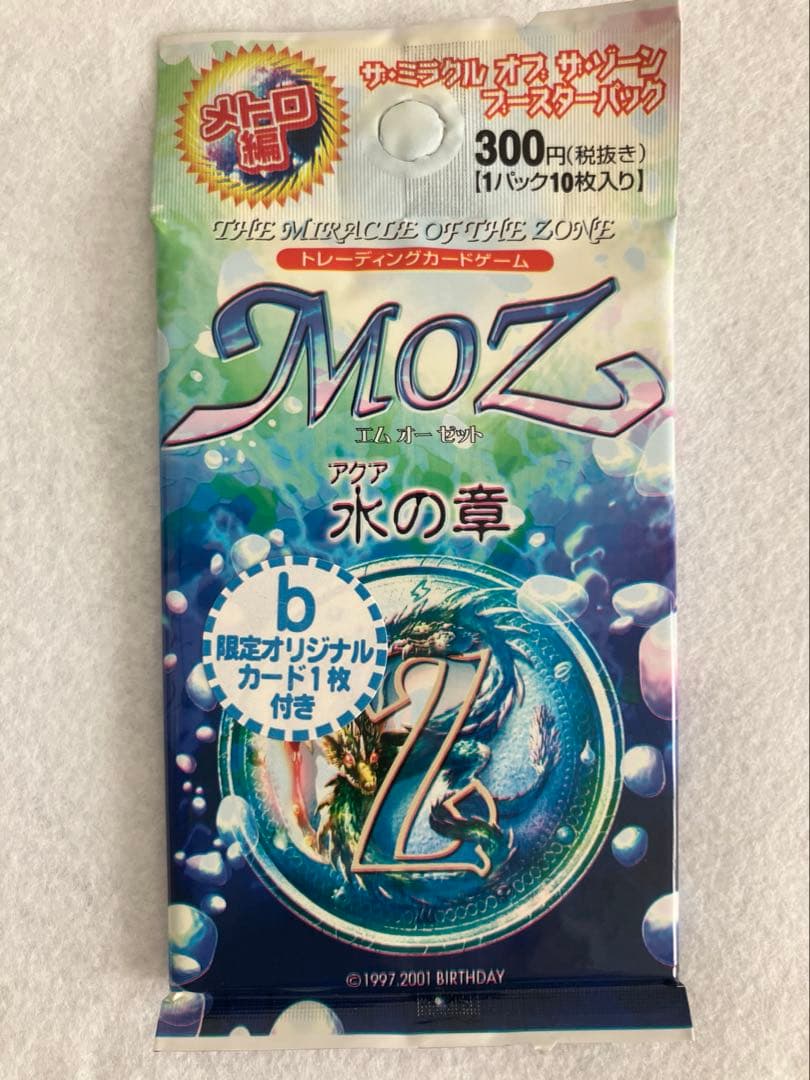 メトロ
編
ザ・ミラクル オブ ザ・ゾーン
ブースターパック
300円(税抜き)
【1パック10枚入り】
THE MIRACLE OF THE ZONE
トレーディングカードゲーム
MOZ
エム オー ゼット
アクア
水の章
b
限定オリジナル
カード1枚
付き
Z
©1997.2001 BIRTHDAY